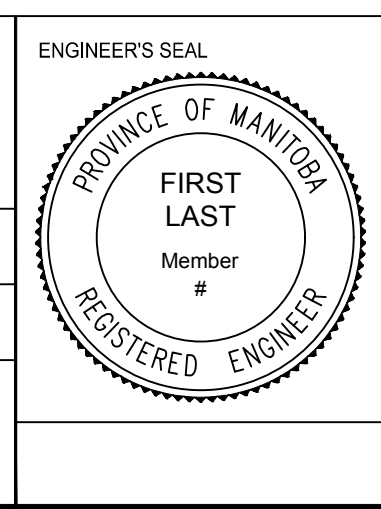 ENGINEER'S SEAL
PROVINCE OF MANITOBA
FIRST
LAST
Member
#
REGISTERED ENGINEER